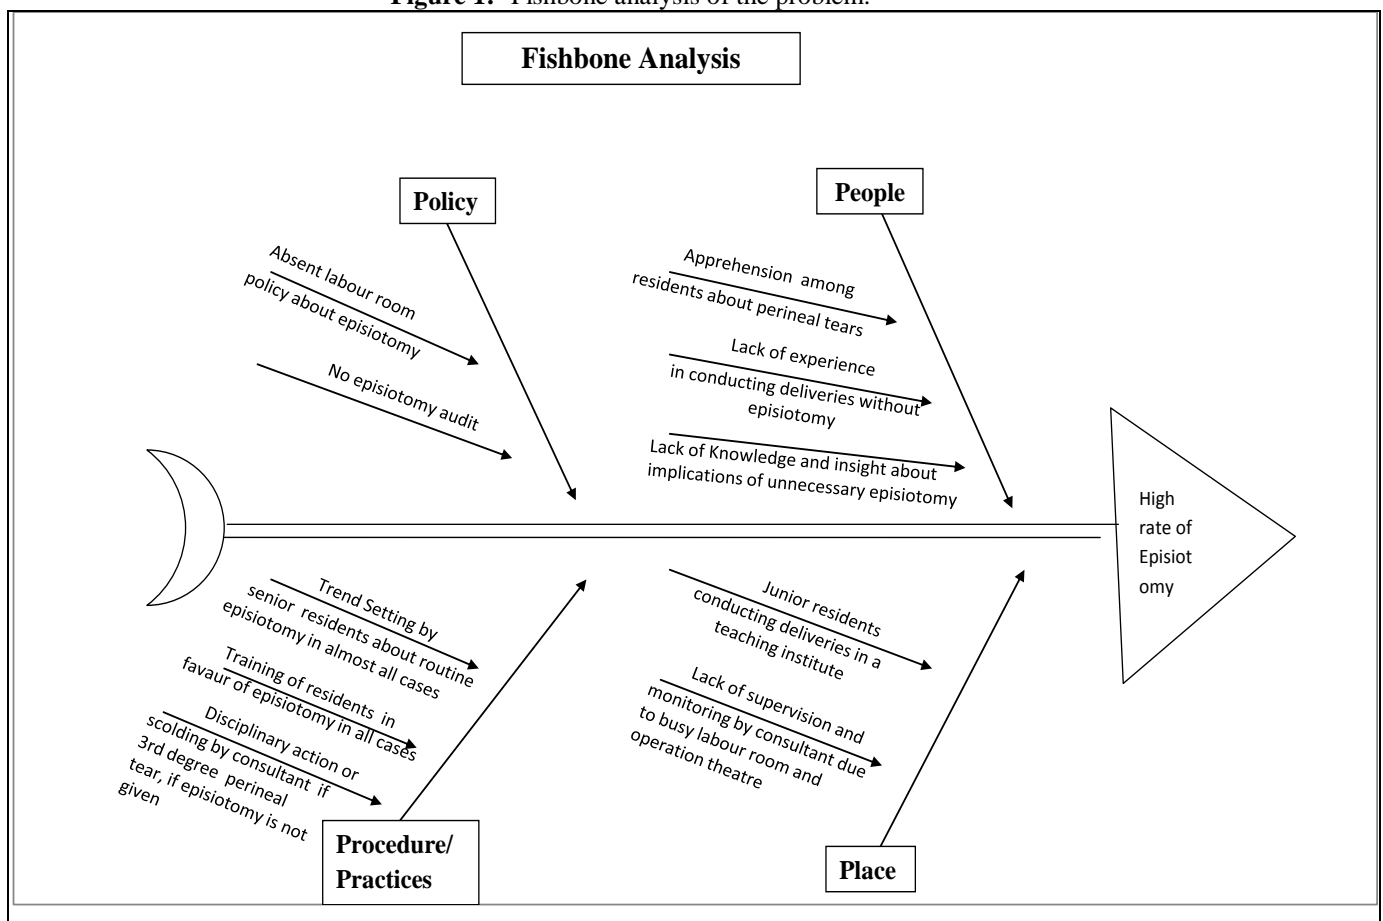 Figure 1. Fishbone analysis of the problem.
Fishbone Analysis
Policy
Absent labour room
policy about episiotomy
No episiotomy audit
People
Apprehension among
residents about perineal tears
Lack of experience
in conducting deliveries without
episiotomy
Lack of Knowledge and insight about
implications of unnecessary episiotomy
High
rate of
Episiot
omy
Trend Setting by
senior residents about routine
episiotomy in almost all cases
Training of residents in
favaur of episiotomy in all cases
Disciplinary action or
scolding by consultant if
3rd degree perineal
tear, if episiotomy is not
given
Procedure/
Practices
Junior residents
conducting deliveries in a
teaching institute
Lack of supervision and
monitoring by consultant due
to busy labour room and
operation theatre
Place